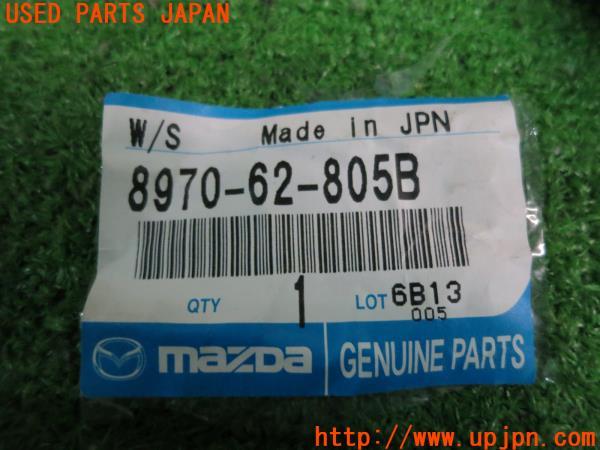 USED PARTS JAPAN
W/S Made in JPN
8970-62-805B
QTY 1 LOT 6B13
005
mazda GENUINE PARTS
http://www.upjpn.com